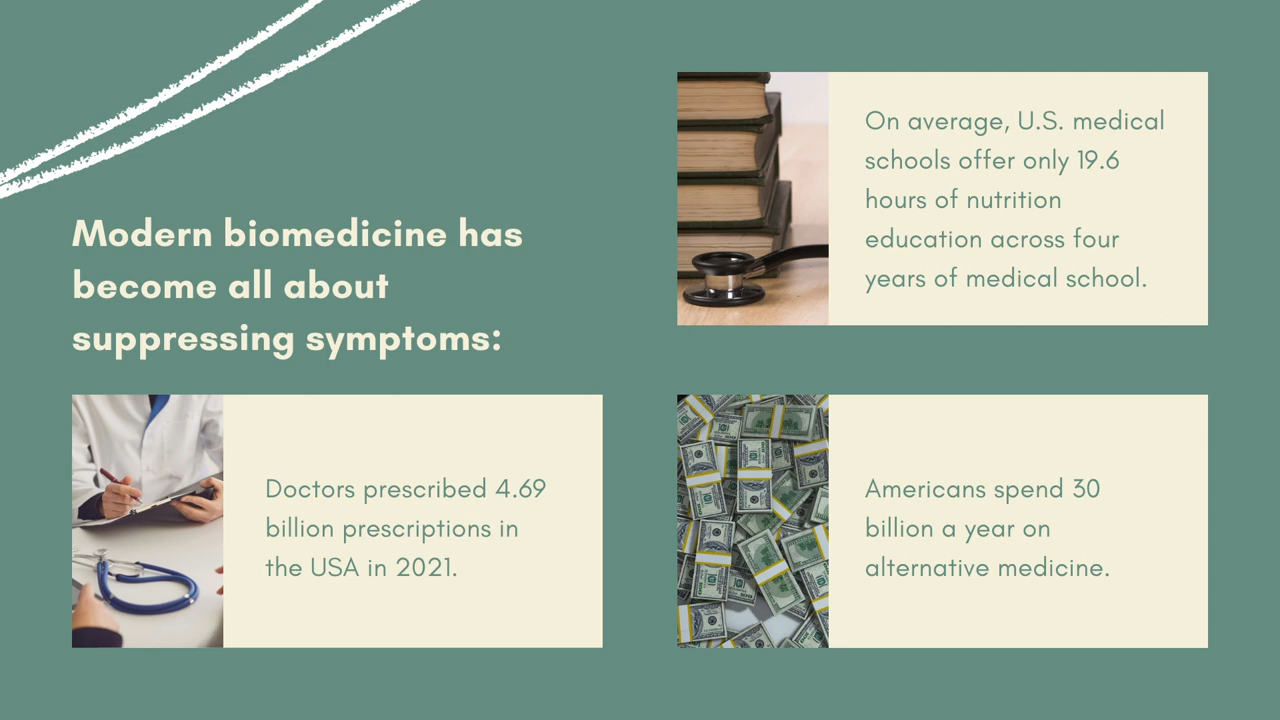 Modern biomedicine has
become all about
suppressing symptoms:
Doctors prescribed 4.69
billion prescriptions in
the USA in 2021.
On average, U.S. medical
schools offer only 19.6
hours of nutrition
education across four
years of medical school.
Americans spend 30
billion a year on
alternative medicine.